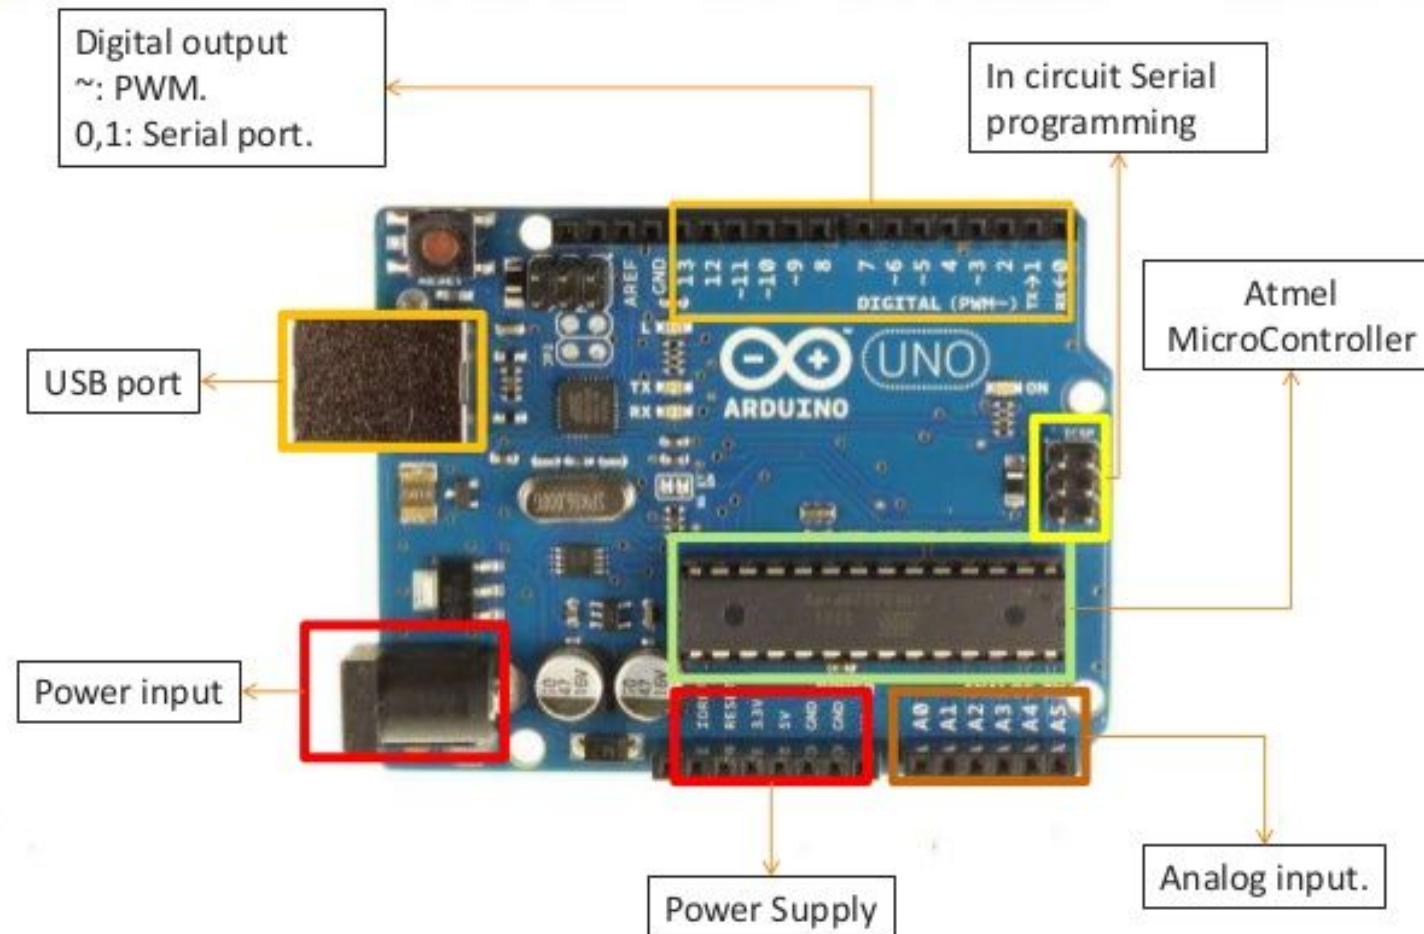 Digital output
~: PWM.
0,1: Serial port.
In circuit Serial
programming
AREF
GND
13
12
~11
~10
~9
8
7
~6
~5
4
~3
2
TX→1
RX←0
DIGITAL (PWM~)
Atmel
MicroController
USB port
L
TX
RX
UNO
ARDUINO
ON
ICSP
Power input
3.3V
5V
GND
GND
A0
A1
A2
A3
A4
A5
Power Supply
Analog input.